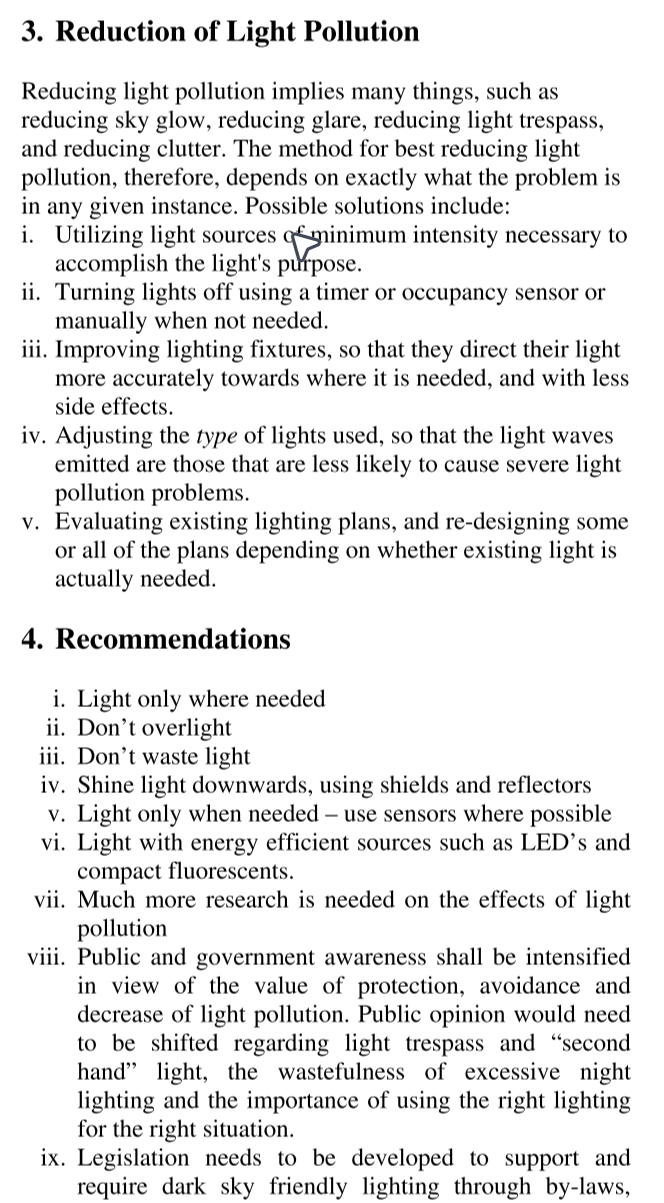 3. Reduction of Light Pollution
Reducing light pollution implies many things, such as
reducing sky glow, reducing glare, reducing light trespass,
and reducing clutter. The method for best reducing light
pollution, therefore, depends on exactly what the problem is
in any given instance. Possible solutions include:
i. Utilizing light sources of minimum intensity necessary to
accomplish the light's purpose.
ii. Turning lights off using a timer or occupancy sensor or
manually when not needed.
iii. Improving lighting fixtures, so that they direct their light
more accurately towards where it is needed, and with less
side effects.
iv. Adjusting the type of lights used, so that the light waves
emitted are those that are less likely to cause severe light
pollution problems.
v. Evaluating existing lighting plans, and re-designing some
or all of the plans depending on whether existing light is
actually needed.
4. Recommendations
i. Light only where needed
ii. Don’t overlight
iii. Don’t waste light
iv. Shine light downwards, using shields and reflectors
v. Light only when needed – use sensors where possible
vi. Light with energy efficient sources such as LED’s and
compact fluorescents.
vii. Much more research is needed on the effects of light
pollution
viii. Public and government awareness shall be intensified
in view of the value of protection, avoidance and
decrease of light pollution. Public opinion would need
to be shifted regarding light trespass and “second
hand” light, the wastefulness of excessive night
lighting and the importance of using the right lighting
for the right situation.
ix. Legislation needs to be developed to support and
require dark sky friendly lighting through by-laws,